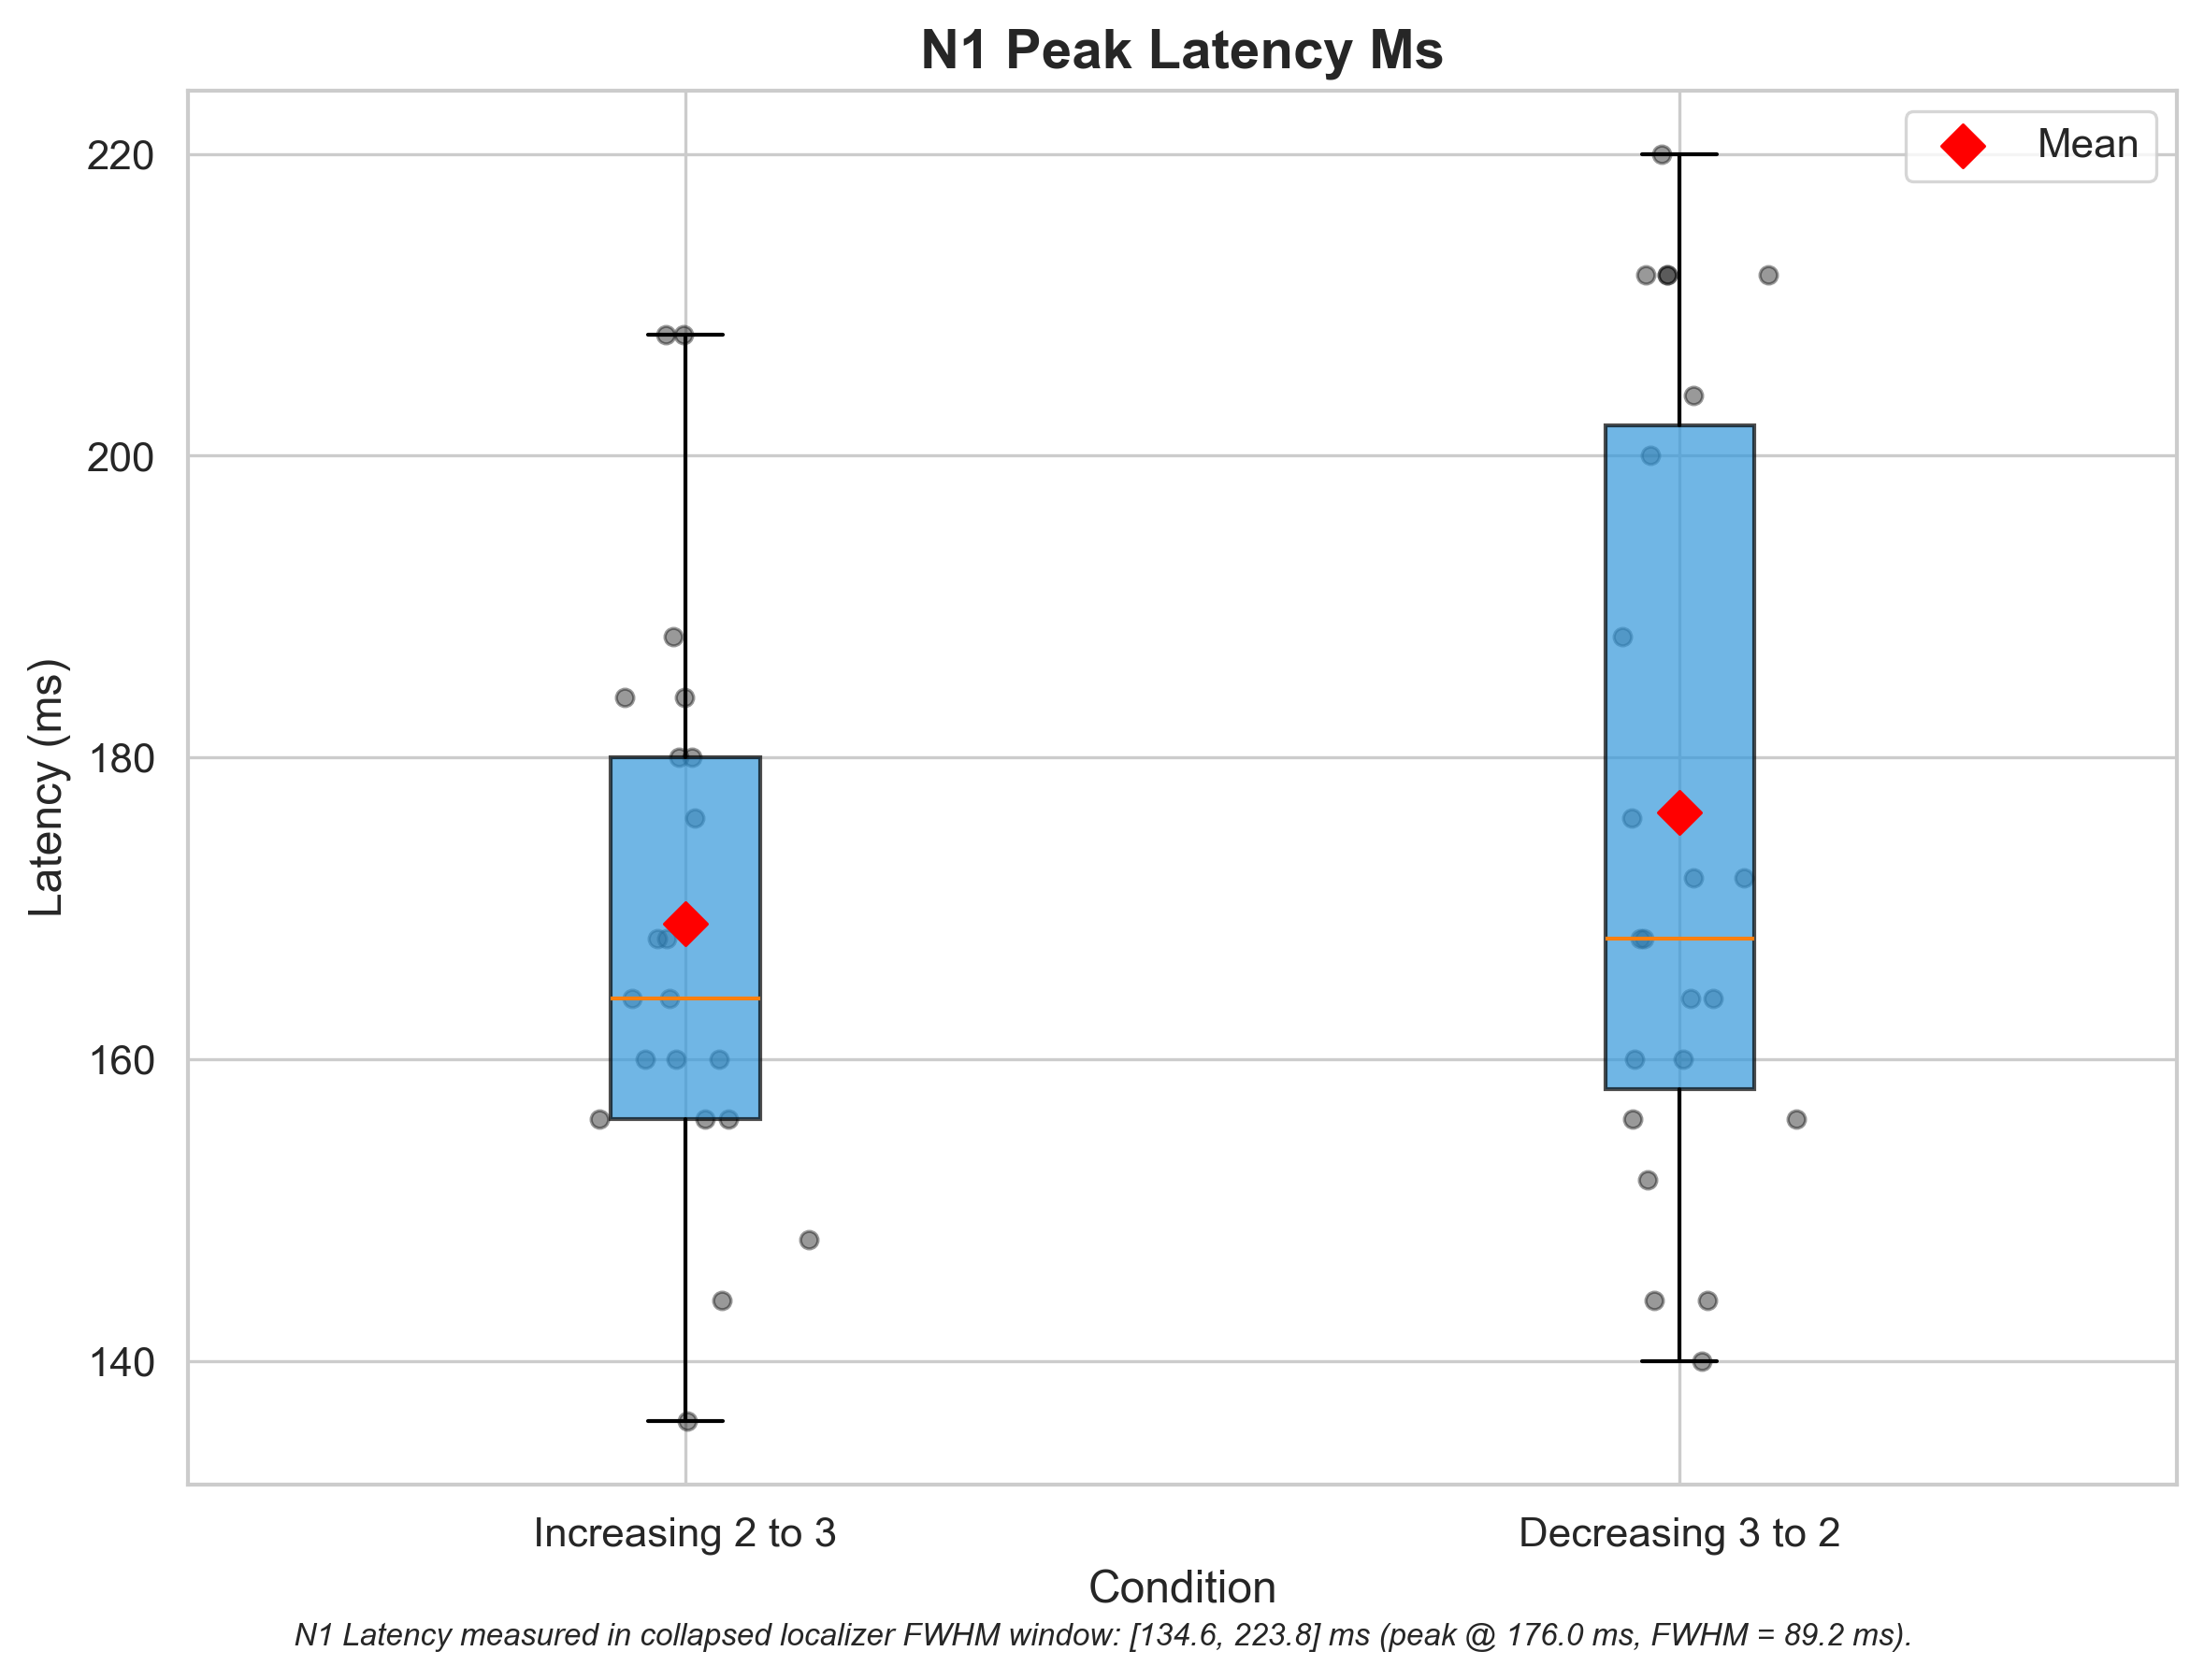 N1 Peak Latency Ms
Mean
220
200
180
160
140
Latency (ms)
Increasing 2 to 3
Decreasing 3 to 2
Condition
N1 Latency measured in collapsed localizer FWHM window: [134.6, 223.8] ms (peak @ 176.0 ms, FWHM = 89.2 ms).